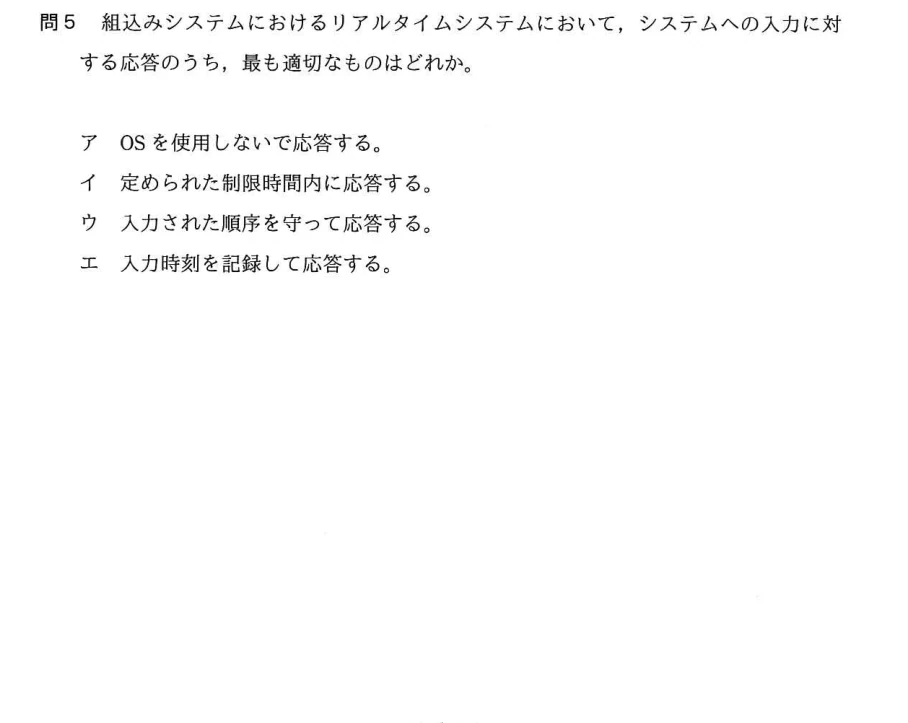 問5　組込みシステムにおけるリアルタイムシステムにおいて，システムへの入力に対
する応答のうち，最も適切なものはどれか。
ア　OS を使用しないで応答する。
イ　定められた制限時間内に応答する。
ウ　入力された順序を守って応答する。
エ　入力時刻を記録して応答する。